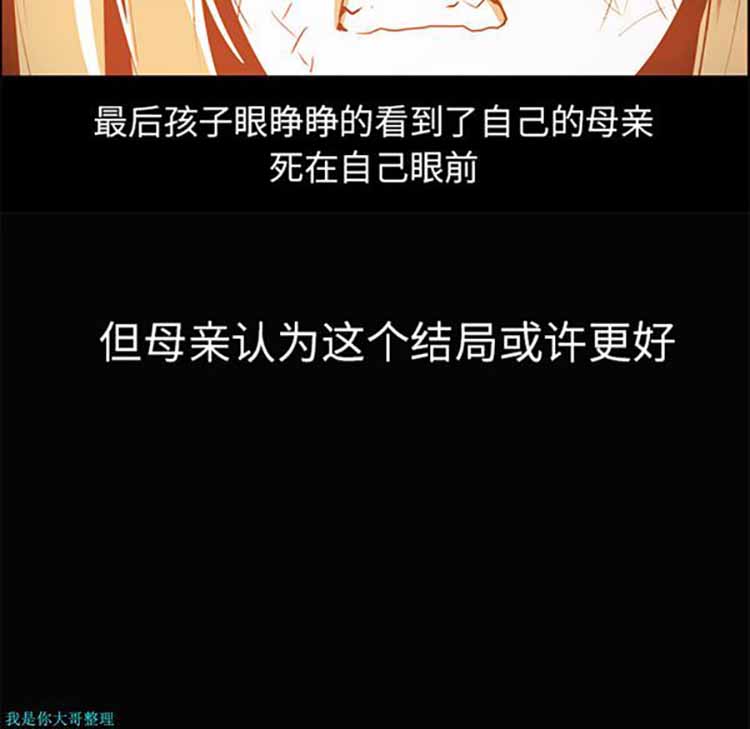 最后孩子眼睁睁的看到了自己的母亲
死在自己眼前
但母亲认为这个结局或许更好
我是你大哥整理